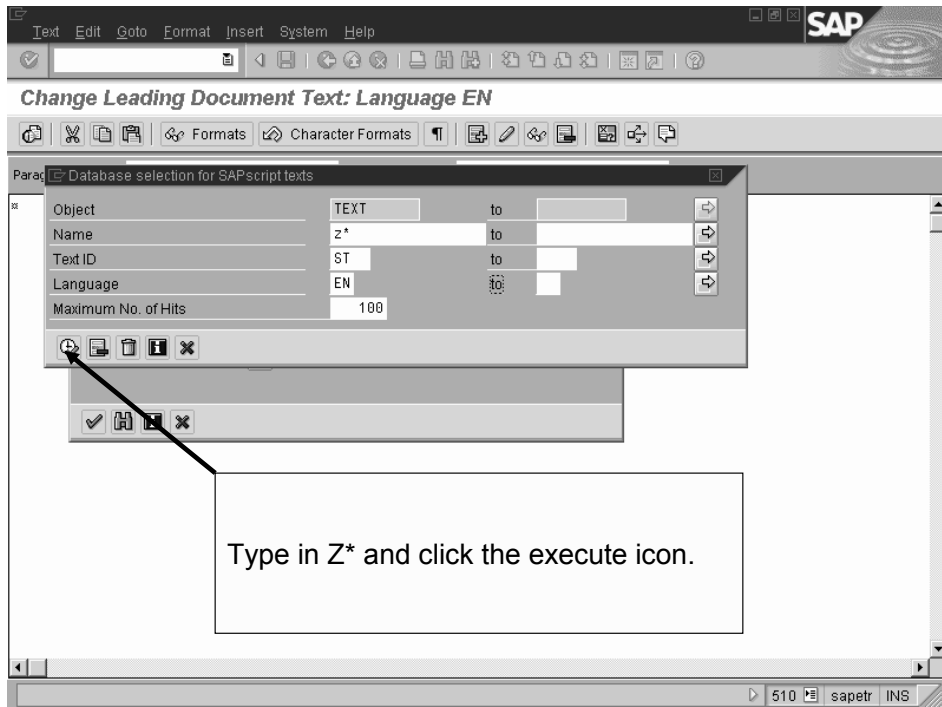 Text Edit Goto Format Insert System Help
SAP
Change Leading Document Text: Language EN
Formats Character Formats
Parag
Database selection for SAPscript texts
Object TEXT to
Name z* to
Text ID ST to
Language EN to
Maximum No. of Hits 100
Type in Z* and click the execute icon.
510 sapetr INS